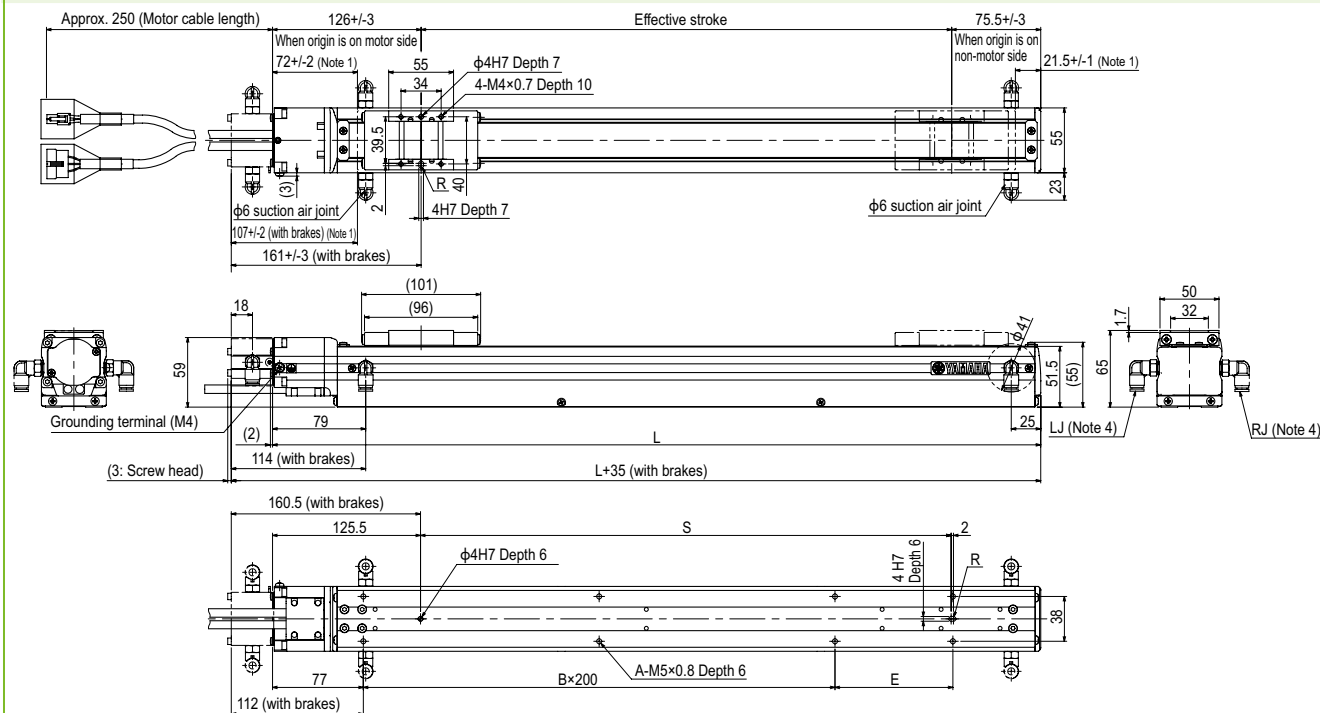 Approx. 250 (Motor cable length)
126+/-3
Effective stroke
75.5+/-3
When origin is on motor side
When origin is on
non-motor side
72+/-2 (Note 1)
55
34
ϕ4H7 Depth 7
4-M4×0.7 Depth 10
21.5+/-1 (Note 1)
39.5
40
55
23
(3)
R
2
ϕ6 suction air joint
4H7 Depth 7
ϕ6 suction air joint
107+/-2 (with brakes) (Note 1)
161+/-3 (with brakes)
(101)
(96)
18
59
ϕ41
YAMAHA
51.5
(55)
50
32
1.7
65
Grounding terminal (M4)
79
25
LJ (Note 4)
RJ (Note 4)
(2)
L
114 (with brakes)
(3: Screw head)
L+35 (with brakes)
160.5 (with brakes)
125.5
S
2
ϕ4H7 Depth 6
4 H7
Depth 6
R
38
A-M5×0.8 Depth 6
77
B×200
E
112 (with brakes)